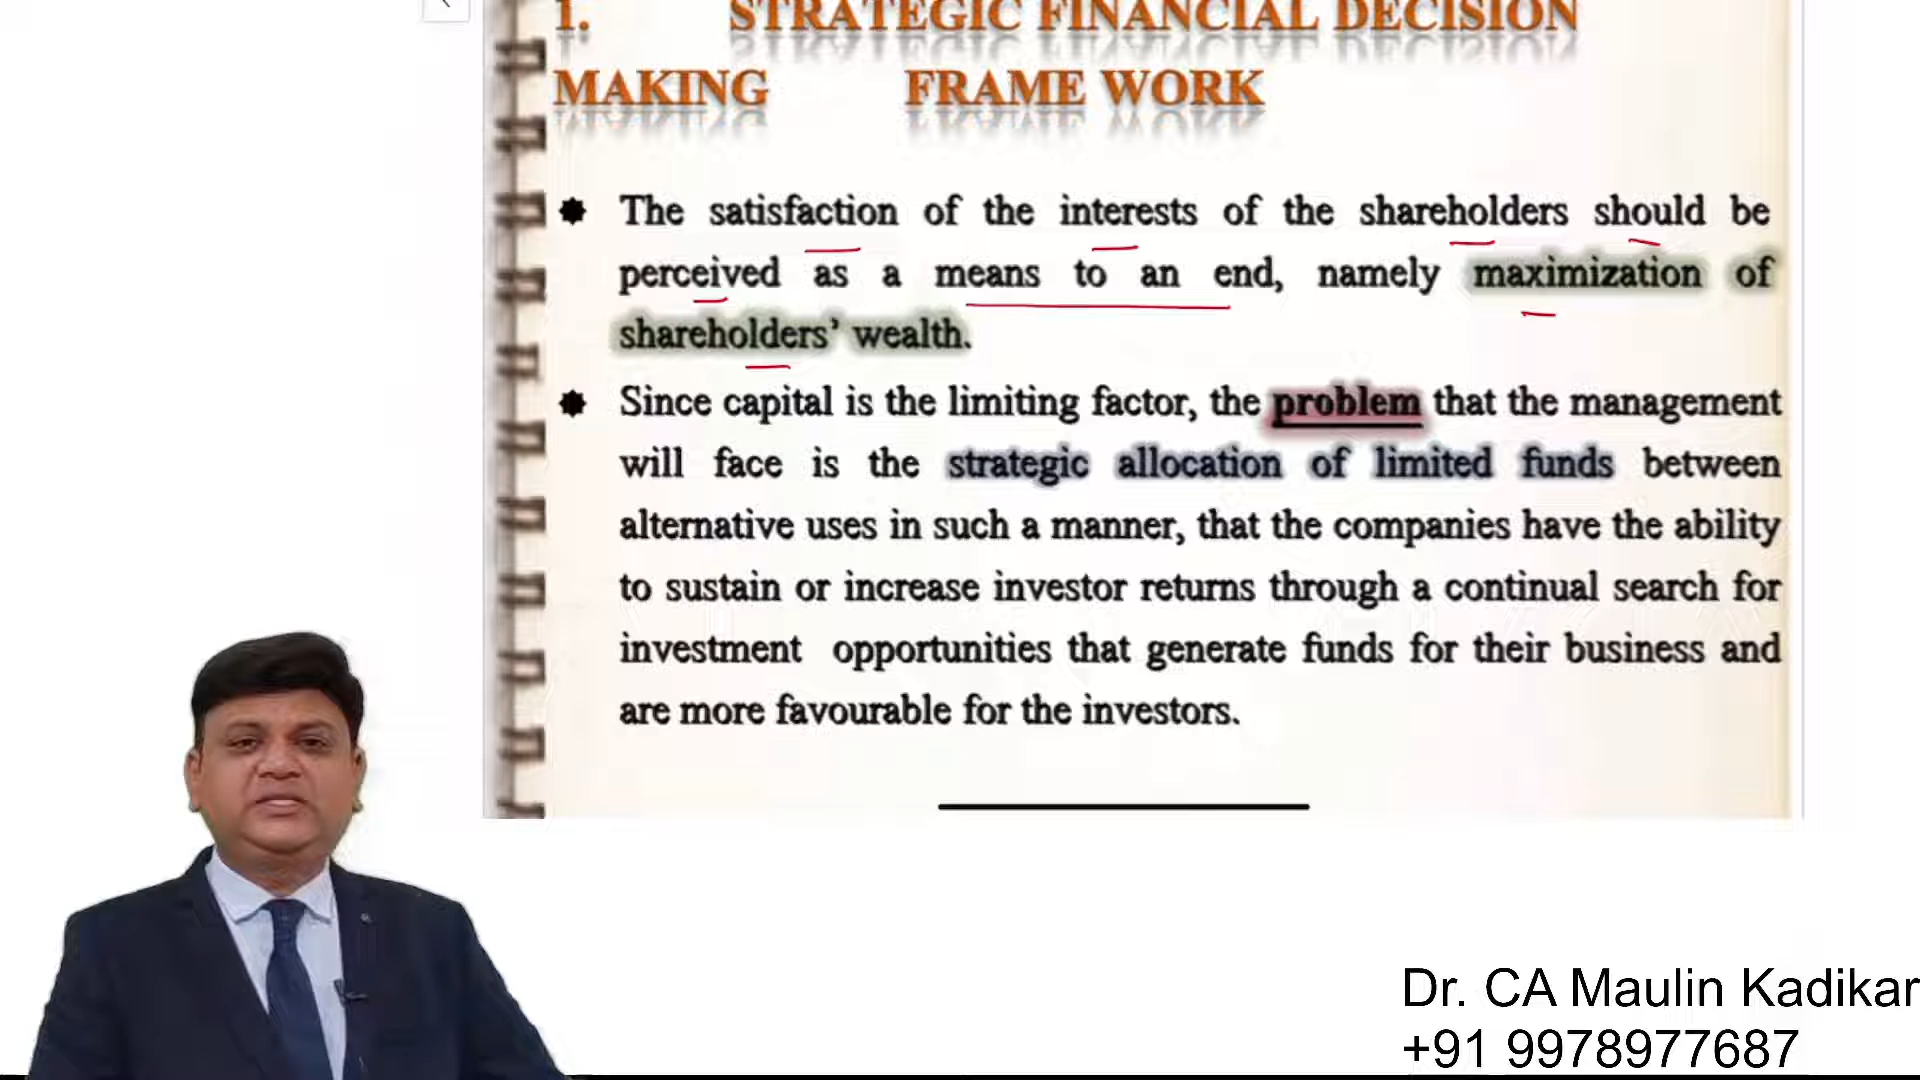 1. STRATEGIC FINANCIAL DECISION
MAKING FRAME WORK
The satisfaction of the interests of the shareholders should be
perceived as a means to an end, namely maximization of
shareholders’ wealth.
Since capital is the limiting factor, the problem that the management
will face is the strategic allocation of limited funds between
alternative uses in such a manner, that the companies have the ability
to sustain or increase investor returns through a continual search for
investment opportunities that generate funds for their business and
are more favourable for the investors.
Dr. CA Maulin Kadikar
+91 9978977687